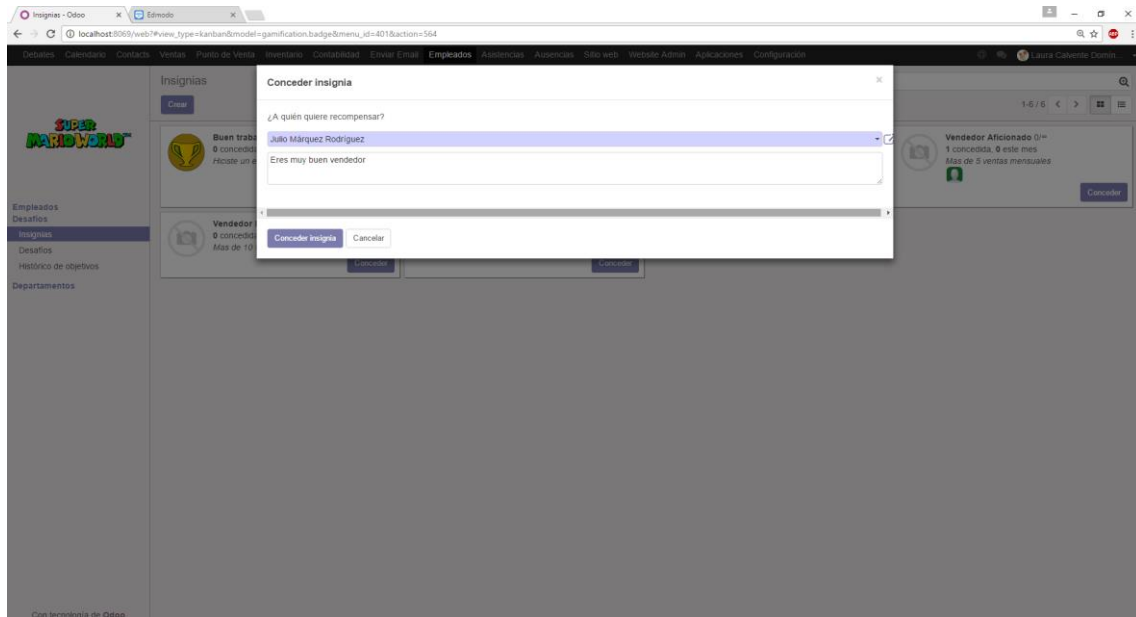 Insignias - Odoo
Edmodo
localhost:8069/web?#view_type=kanban&model=gamification.badge&menu_id=401&action=564
Debates Calendario Contacts Ventas Punto de Venta Inventario Contabilidad Enviar Email Empleados Asistencias Ausencias Sitio web Website Admin Aplicaciones Configuración Laura Calvente Domín...
SUPER
MARIO WORLD™
Empleados
Desafíos
Insignias
Desafíos
Histórico de objetivos
Departamentos
Con tecnología de Odoo
Insignias
Crear
1-6 / 6
Conceder insignia
×
¿A quién quiere recompensar?
Julio Márquez Rodríguez
Eres muy buen vendedor
Conceder insignia Cancelar
Buen traba
0 concedida
Hiciste un
Vendedor Aficionado 0/∞
1 concedida, 0 este mes
Mas de 5 ventas mensuales
Conceder
Vendedor
0 concedid
Mas de 10
Conceder
Conceder